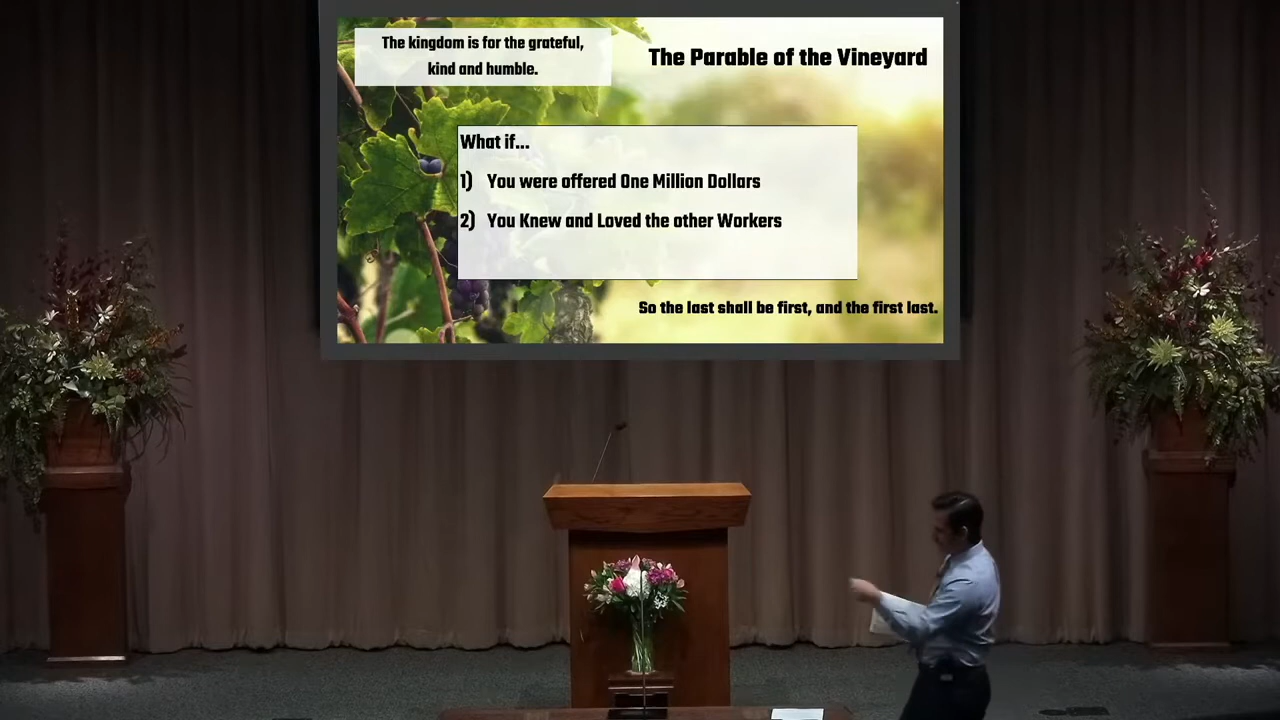 The kingdom is for the grateful,
kind and humble.
The Parable of the Vineyard
What if...
1) You were offered One Million Dollars
2) You Knew and Loved the other Workers
So the last shall be first, and the first last.